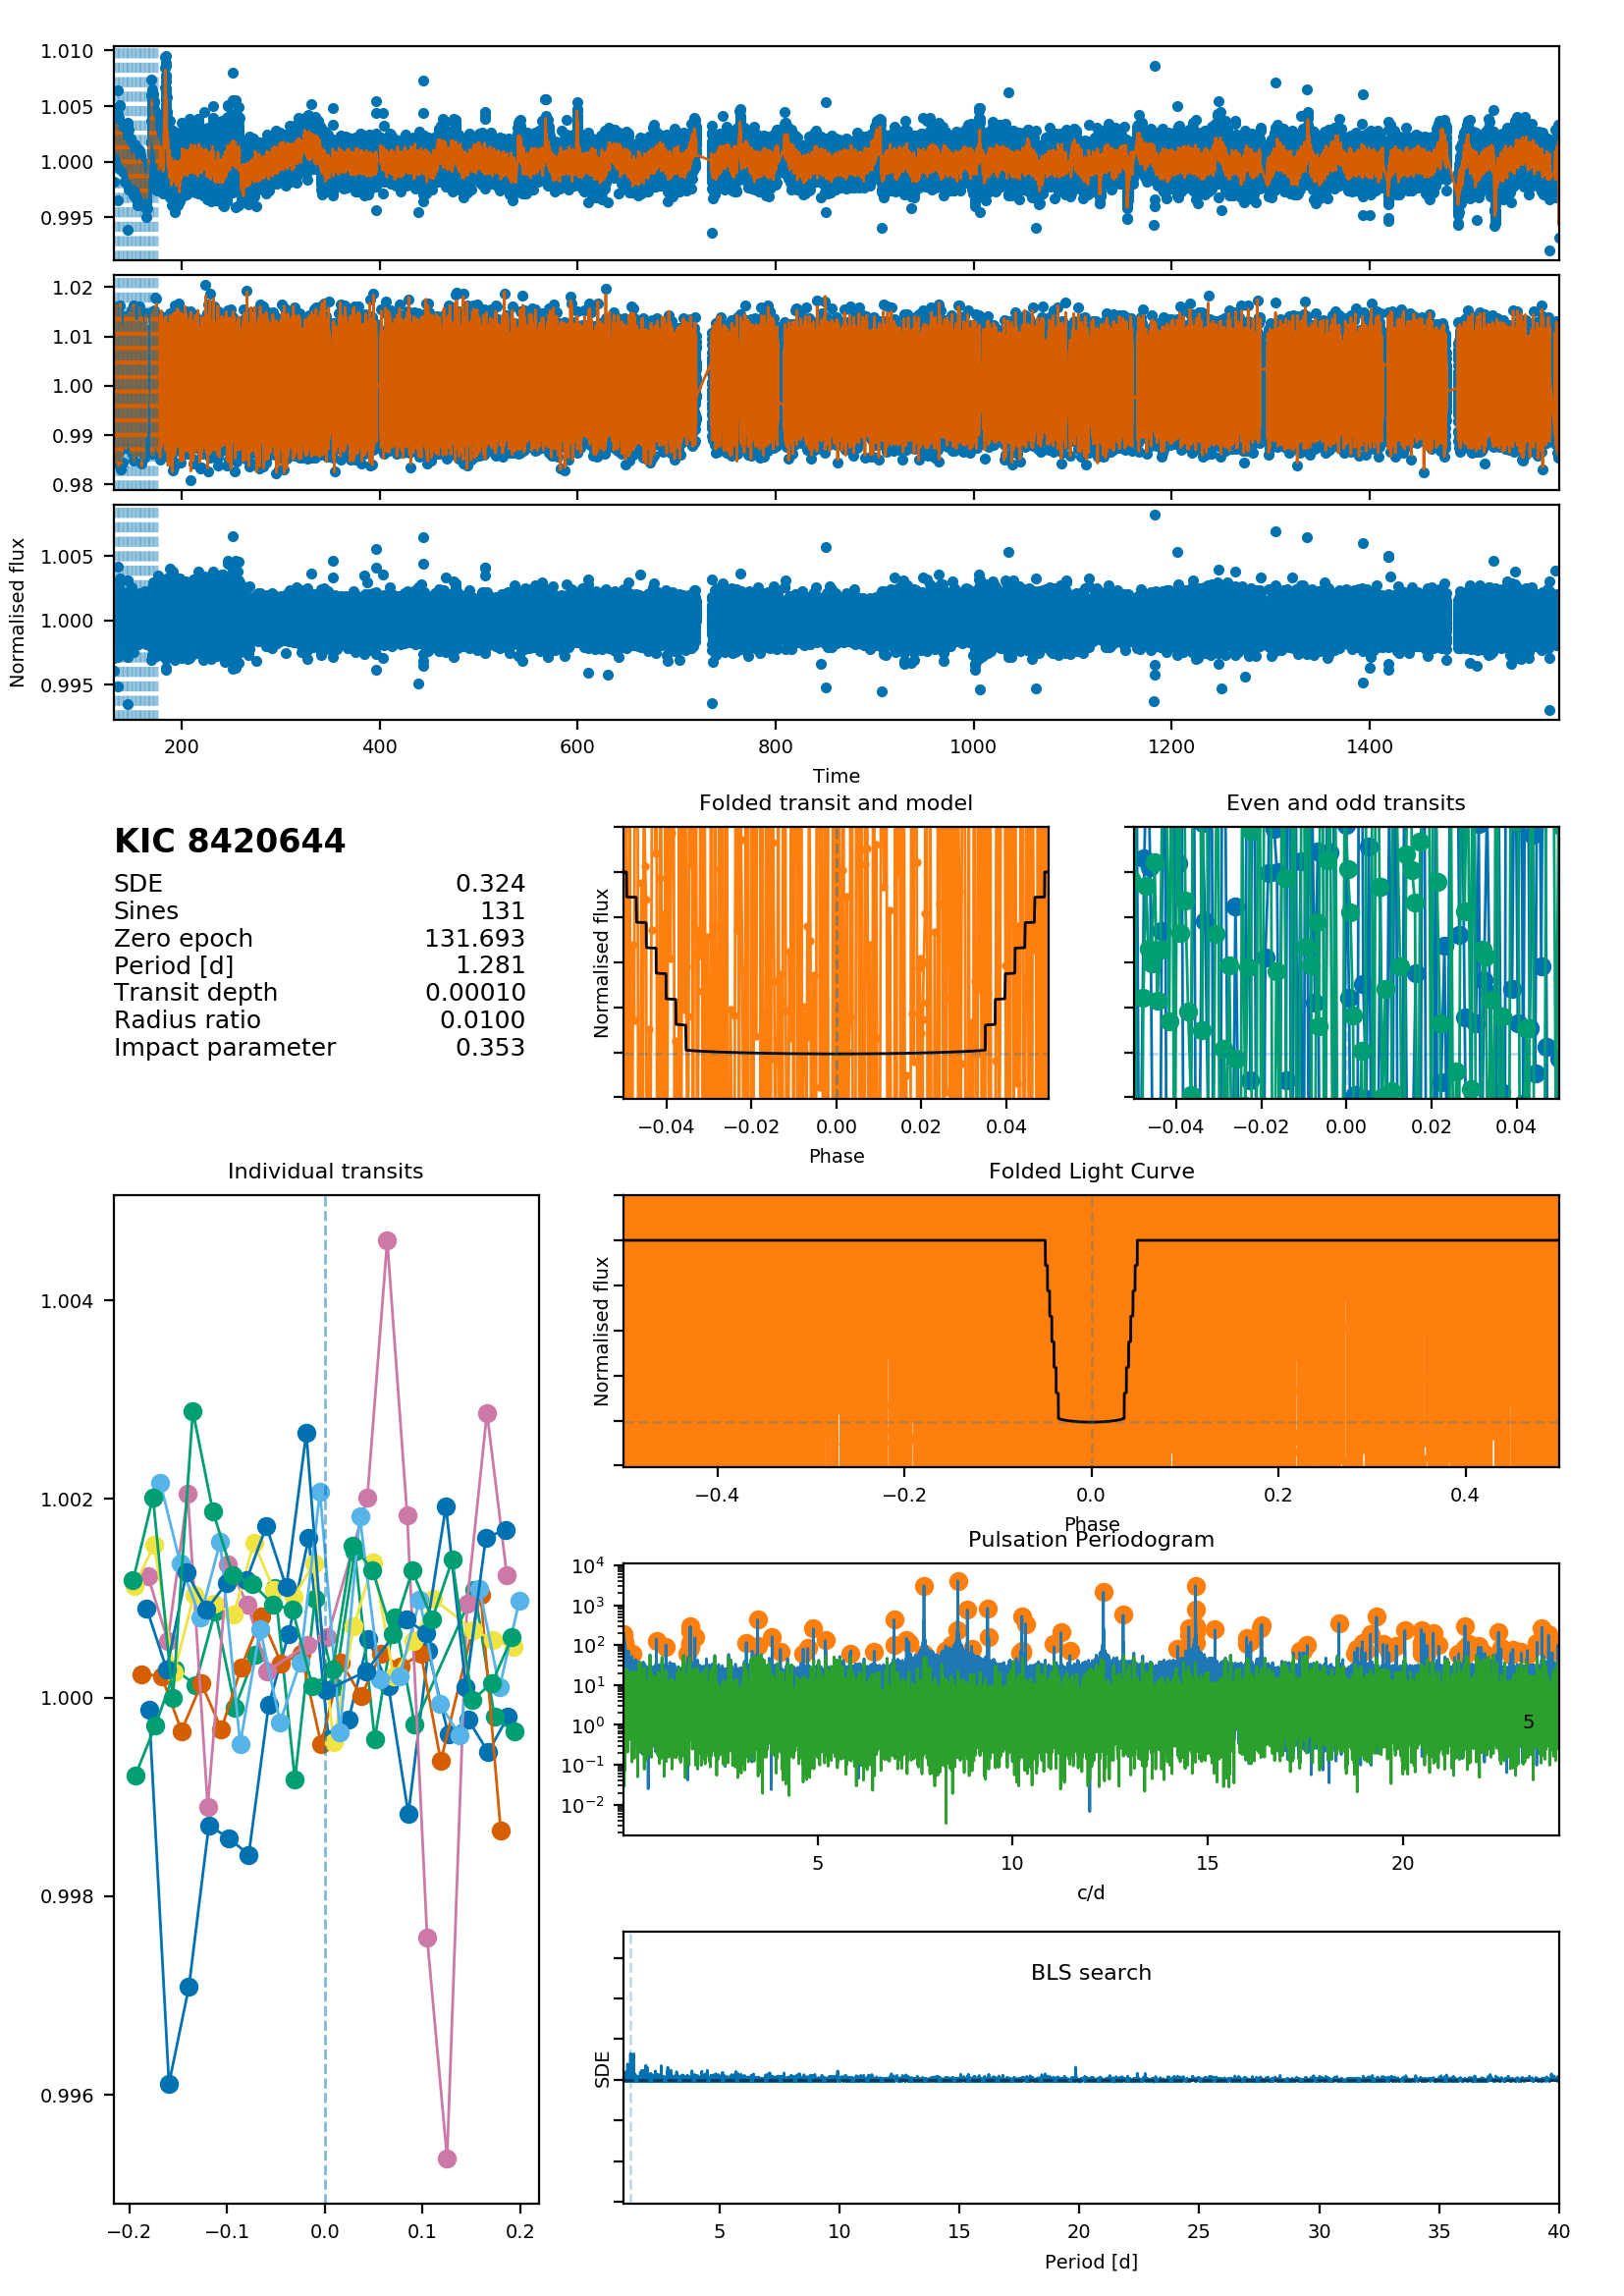 1.010
1.005
1.000
0.995
1.02
1.01
1.00
0.99
0.98
Normalised flux
1.005
1.000
0.995
200 400 600 800 1000 1200 1400
Time
KIC 8420644
SDE 0.324
Sines 131
Zero epoch 131.693
Period [d] 1.281
Transit depth 0.00010
Radius ratio 0.0100
Impact parameter 0.353
Folded transit and model
Normalised flux
−0.04 −0.02 0.00 0.02 0.04
Phase
Even and odd transits
−0.04 −0.02 0.00 0.02 0.04
Individual transits
1.004
1.002
1.000
0.998
0.996
−0.2 −0.1 0.0 0.1 0.2
Folded Light Curve
Normalised flux
−0.4 −0.2 0.0 0.2 0.4
Phase
Pulsation Periodogram
10⁴
10³
10²
10¹
10⁰
10⁻¹
10⁻²
5
5 10 15 20
c/d
BLS search
SDE
5 10 15 20 25 30 35 40
Period [d]